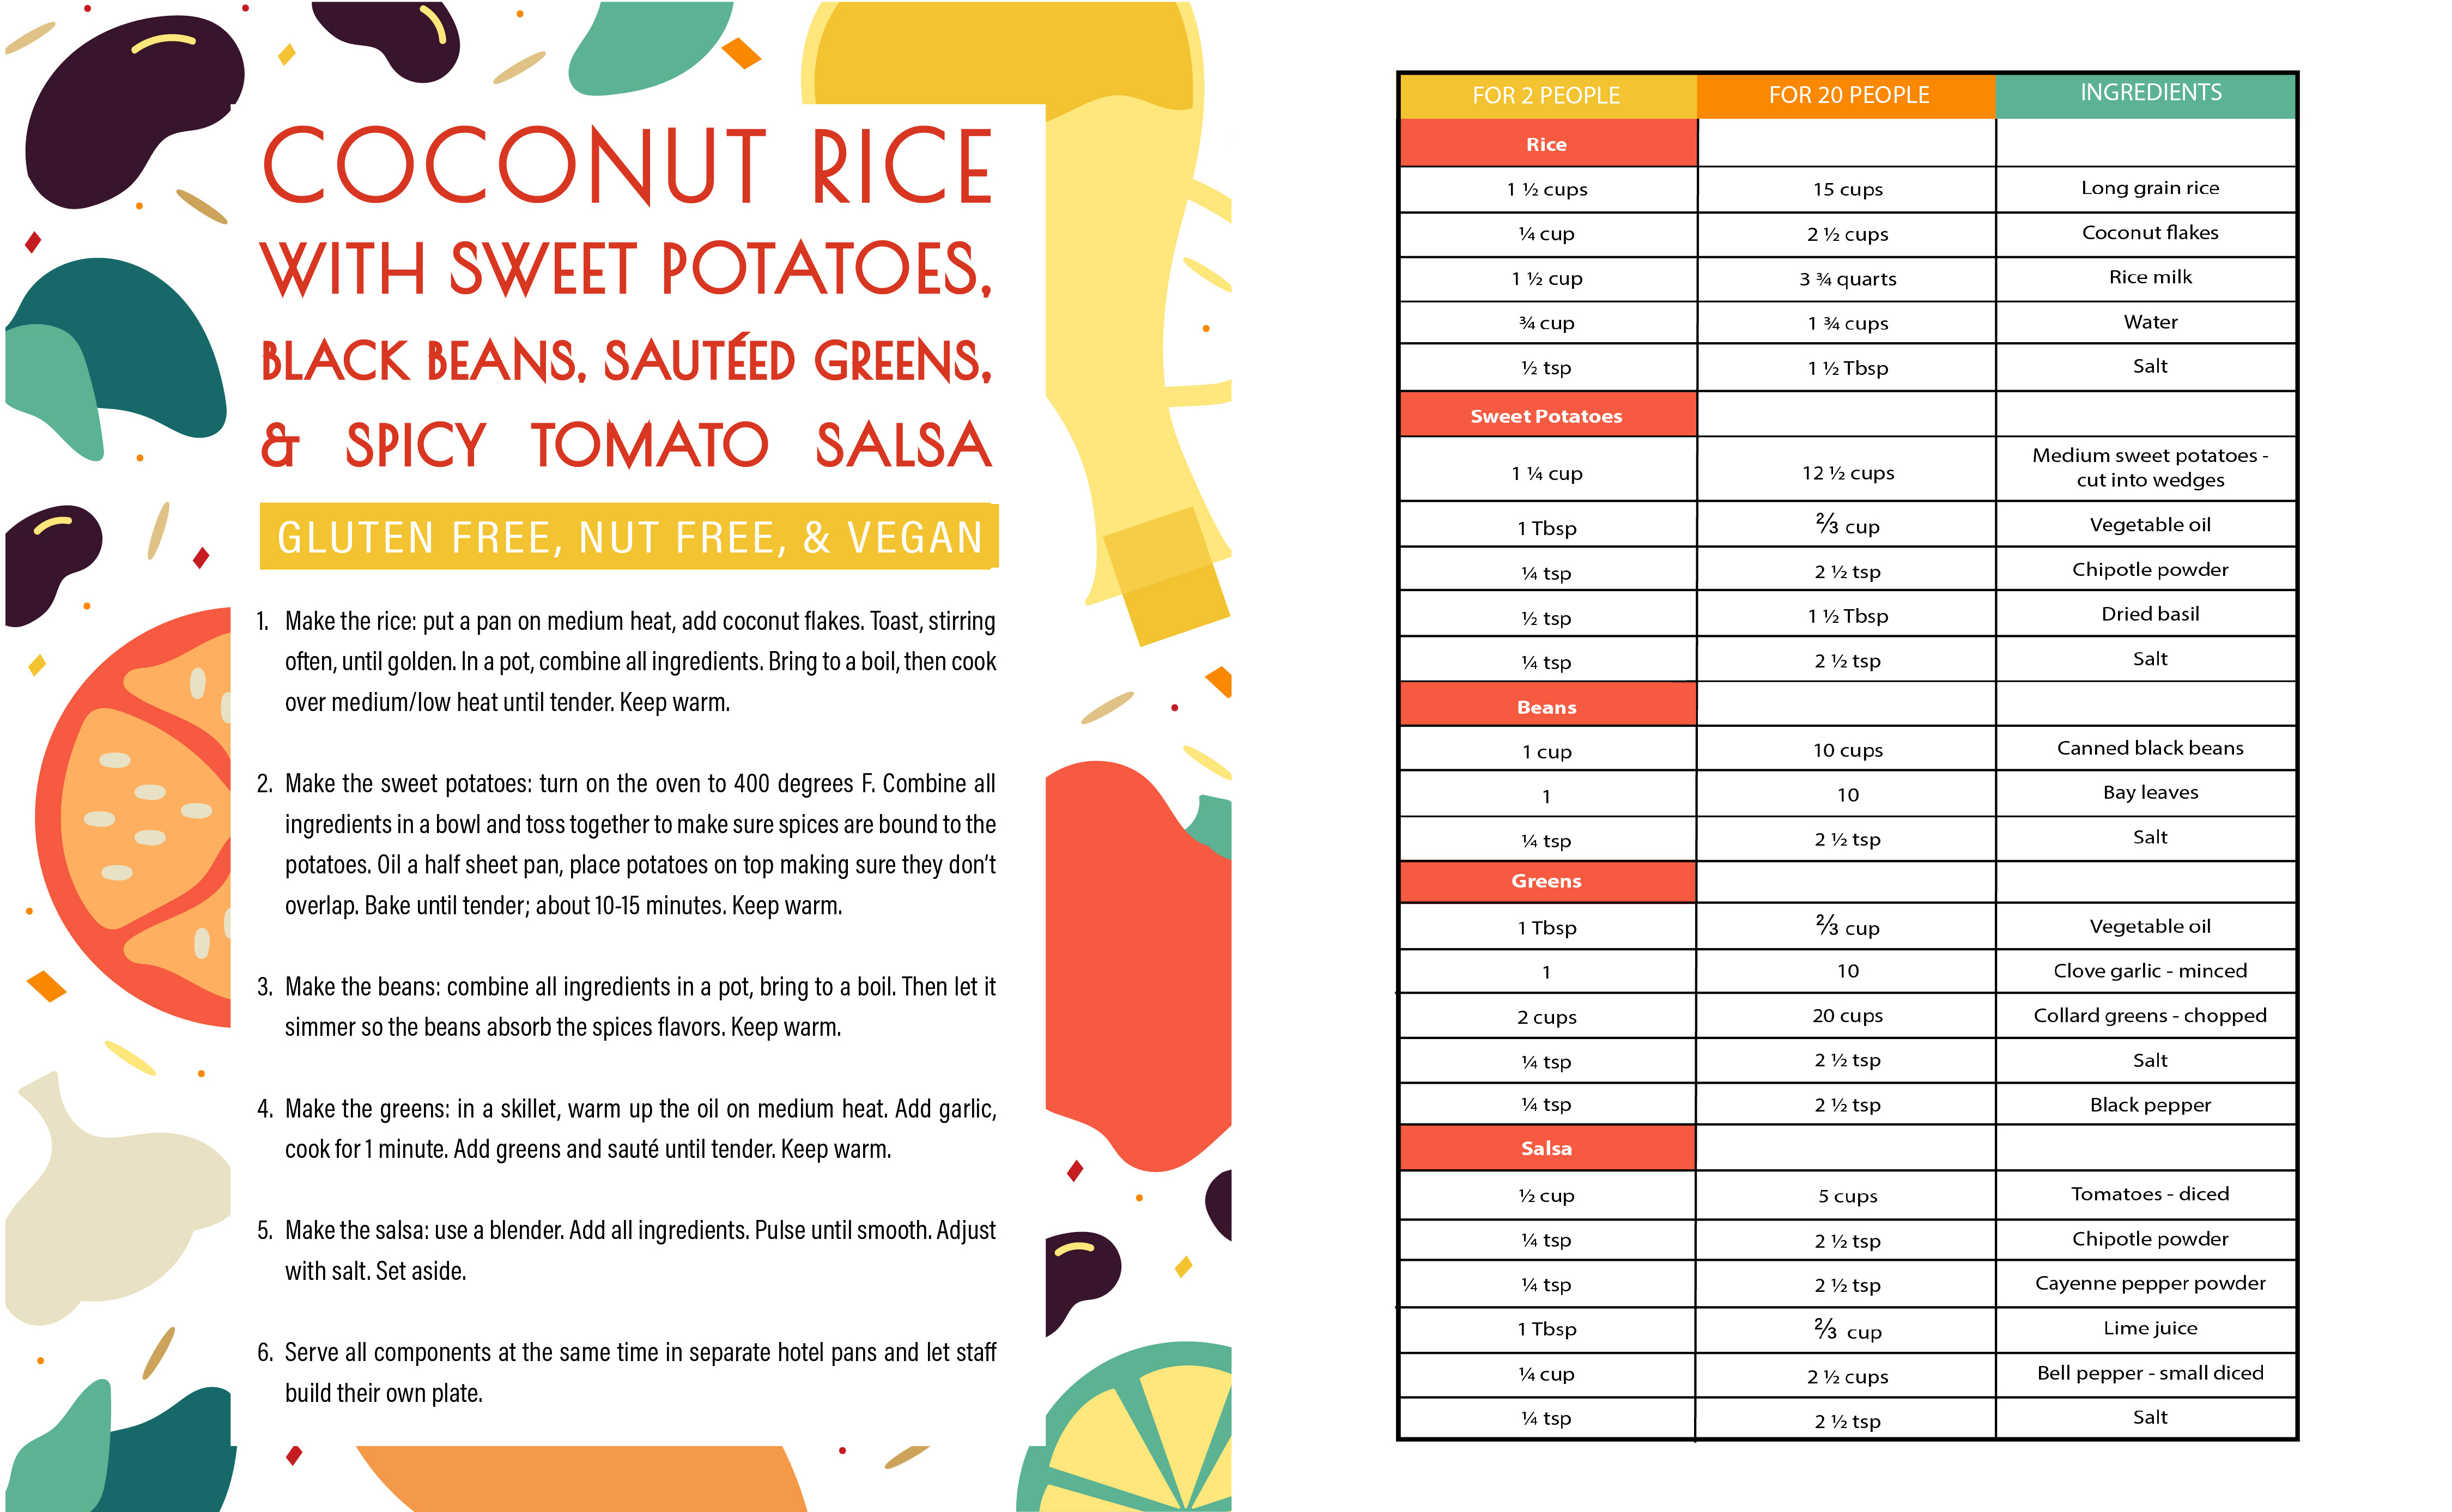 COCONUT RICE
WITH SWEET POTATOES,
BLACK BEANS, SAUTÉED GREENS,
& SPICY TOMATO SALSA
GLUTEN FREE, NUT FREE, & VEGAN
1. Make the rice: put a pan on medium heat, add coconut flakes. Toast, stirring
often, until golden. In a pot, combine all ingredients. Bring to a boil, then cook
over medium/low heat until tender. Keep warm.
2. Make the sweet potatoes: turn on the oven to 400 degrees F. Combine all
ingredients in a bowl and toss together to make sure spices are bound to the
potatoes. Oil a half sheet pan, place potatoes on top making sure they don’t
overlap. Bake until tender; about 10-15 minutes. Keep warm.
3. Make the beans: combine all ingredients in a pot, bring to a boil. Then let it
simmer so the beans absorb the spices flavors. Keep warm.
4. Make the greens: in a skillet, warm up the oil on medium heat. Add garlic,
cook for 1 minute. Add greens and sauté until tender. Keep warm.
5. Make the salsa: use a blender. Add all ingredients. Pulse until smooth. Adjust
with salt. Set aside.
6. Serve all components at the same time in separate hotel pans and let staff
build their own plate.
FOR 2 PEOPLE FOR 20 PEOPLE INGREDIENTS
Rice
1 ½ cups 15 cups Long grain rice
¼ cup 2 ½ cups Coconut flakes
1 ½ cup 3 ¾ quarts Rice milk
¾ cup 1 ¾ cups Water
½ tsp 1 ½ Tbsp Salt
Sweet Potatoes
1 ¼ cup 12 ½ cups Medium sweet potatoes -
cut into wedges
1 Tbsp ⅔ cup Vegetable oil
¼ tsp 2 ½ tsp Chipotle powder
½ tsp 1 ½ Tbsp Dried basil
¼ tsp 2 ½ tsp Salt
Beans
1 cup 10 cups Canned black beans
1 10 Bay leaves
¼ tsp 2 ½ tsp Salt
Greens
1 Tbsp ⅔ cup Vegetable oil
1 10 Clove garlic - minced
2 cups 20 cups Collard greens - chopped
¼ tsp 2 ½ tsp Salt
¼ tsp 2 ½ tsp Black pepper
Salsa
½ cup 5 cups Tomatoes - diced
¼ tsp 2 ½ tsp Chipotle powder
¼ tsp 2 ½ tsp Cayenne pepper powder
1 Tbsp ⅔ cup Lime juice
¼ cup 2 ½ cups Bell pepper - small diced
¼ tsp 2 ½ tsp Salt